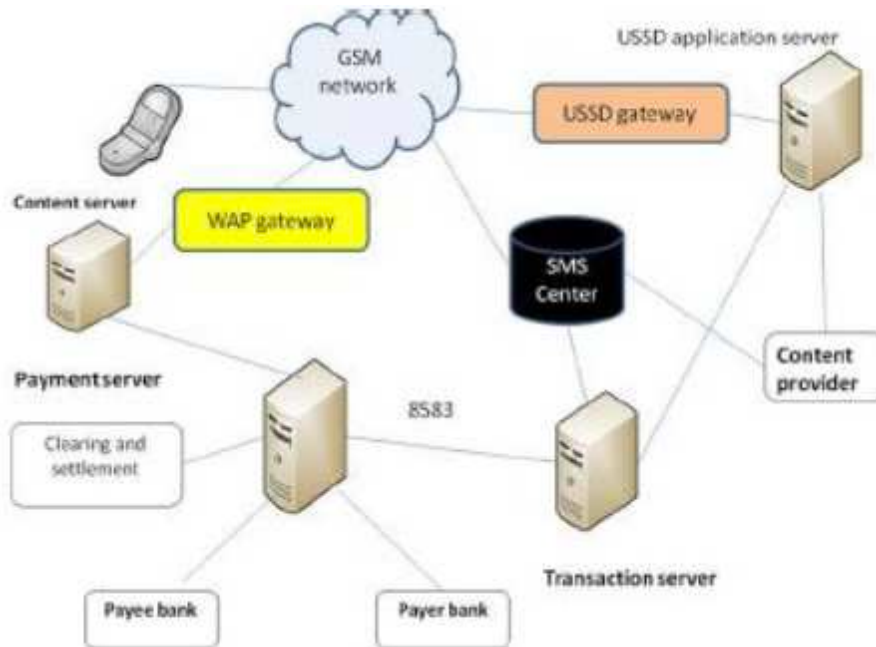 USSD application server
GSM
network
USSD gateway
Content server
WAP gateway
SMS
Center
Content
provider
Payment server
8583
Clearing and
settlement
Transaction server
Payee bank
Payer bank